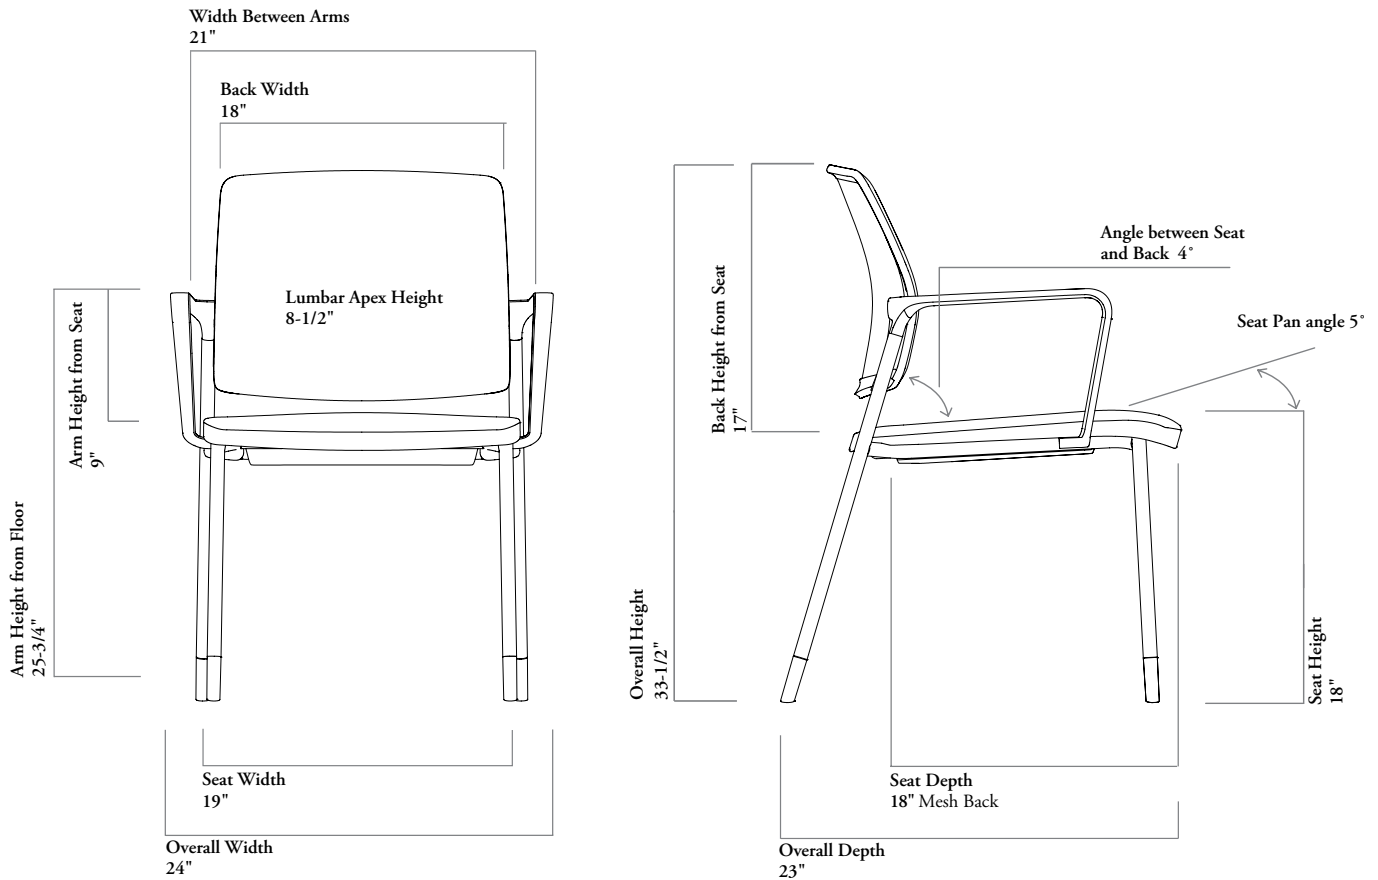 Width Between Arms
21"
Back Width
18"
Lumbar Apex Height
8-1/2"
Arm Height from Seat
9"
Arm Height from Floor
25-3/4"
Seat Width
19"
Overall Width
24"
Angle between Seat
and Back 4°
Seat Pan angle 5°
Back Height from Seat
17"
Overall Height
33-1/2"
Seat Height
18"
Seat Depth
18" Mesh Back
Overall Depth
23"